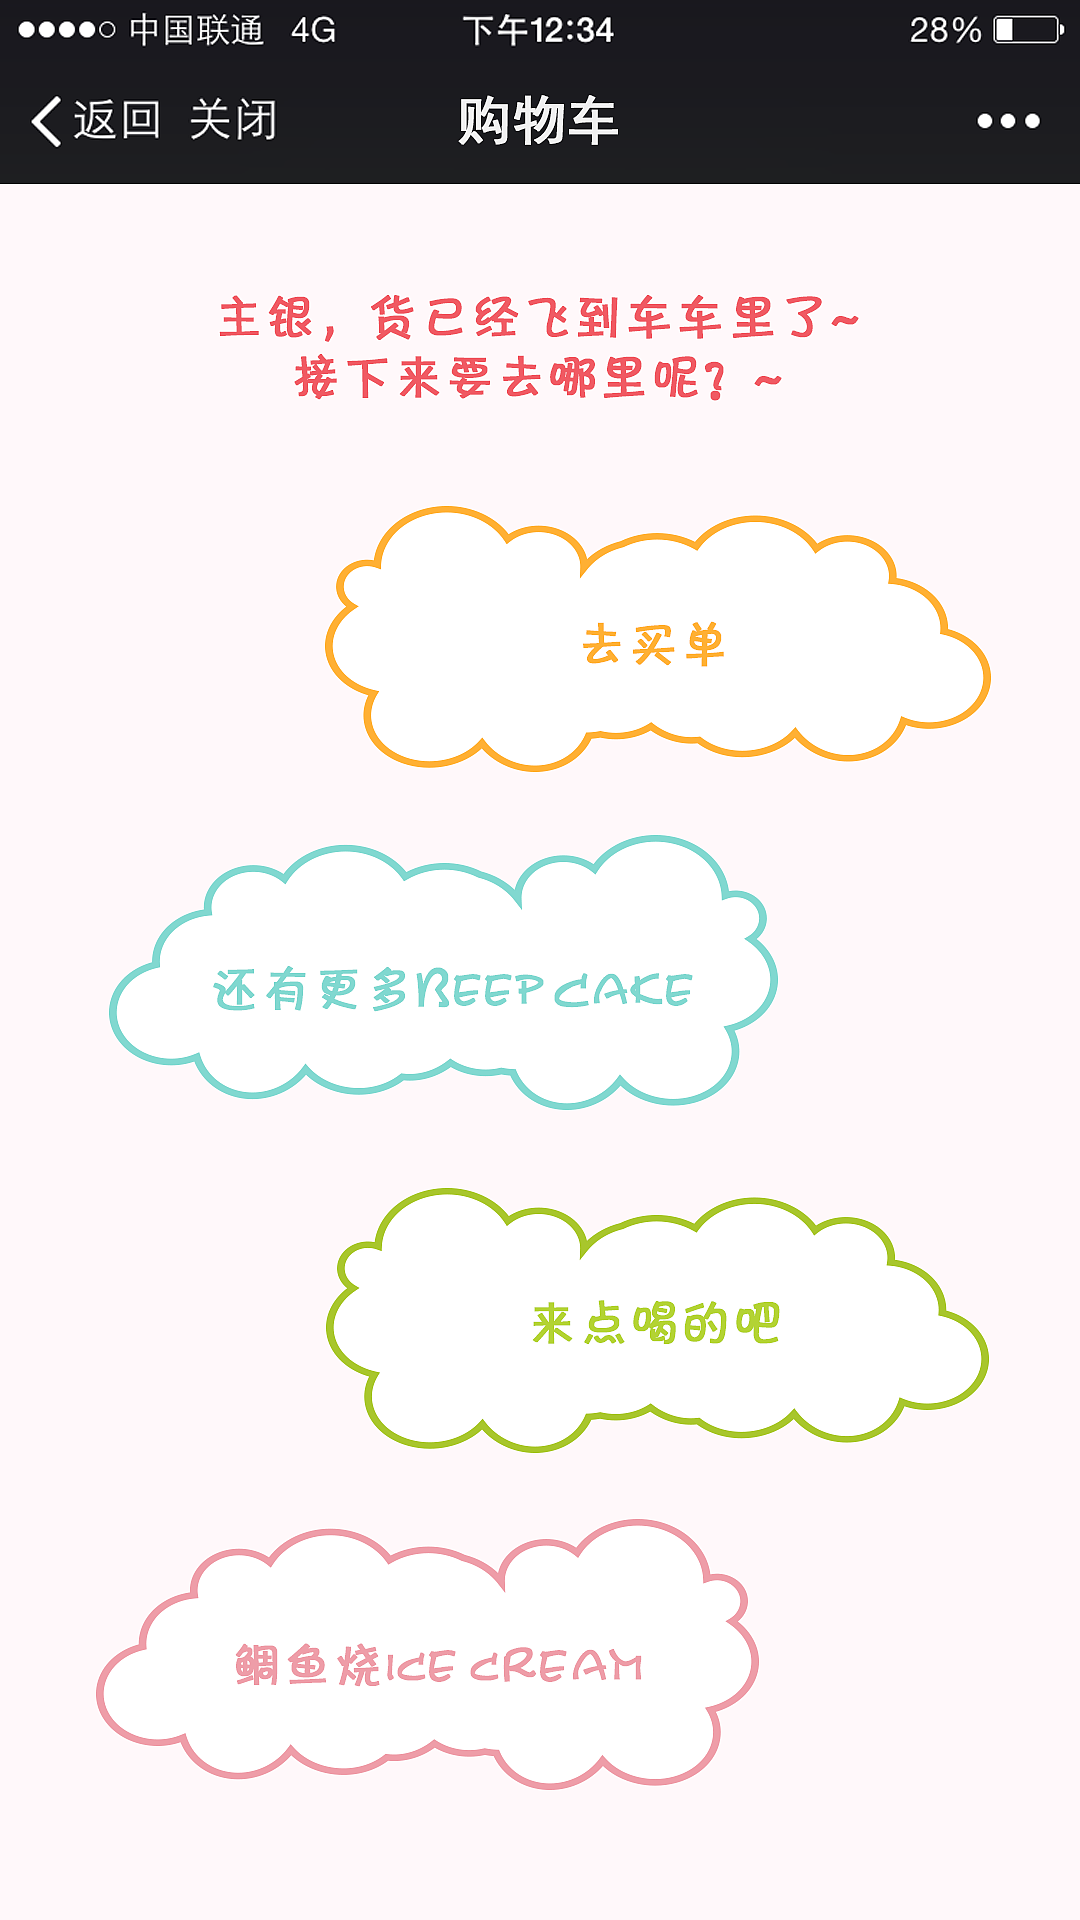 中国联通 4G 下午12:34 28%
返回 关闭 购物车
主银，货已经飞到车车里了~
接下来要去哪里呢？~
去买单
还有更多BEEP CAKE
来点喝的吧
鲷鱼烧ICE CREAM